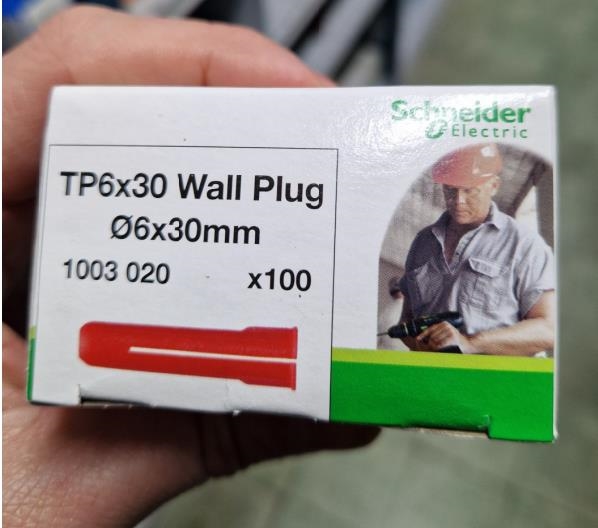 Schneider
Electric
TP6x30 Wall Plug
Ø6x30mm
1003 020 x100